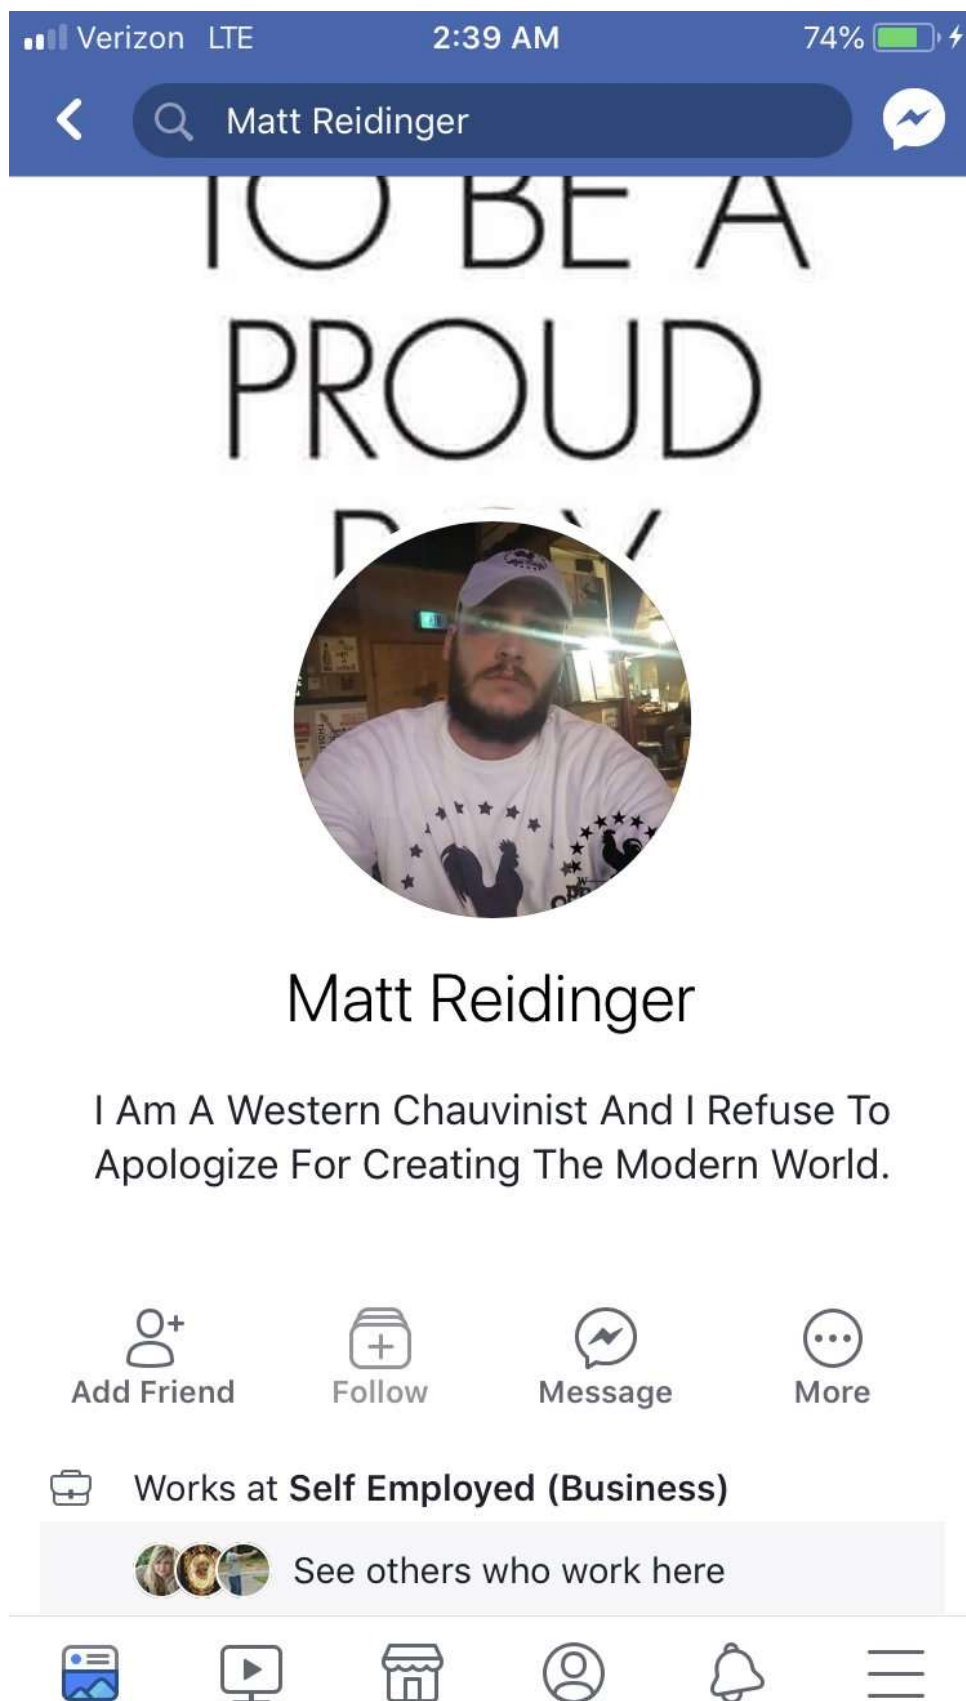 Verizon LTE 2:39 AM 74%
Matt Reidinger
TO BE A
PROUD
Matt Reidinger
I Am A Western Chauvinist And I Refuse To
Apologize For Creating The Modern World.
Add Friend Follow Message More
Works at Self Employed (Business)
See others who work here